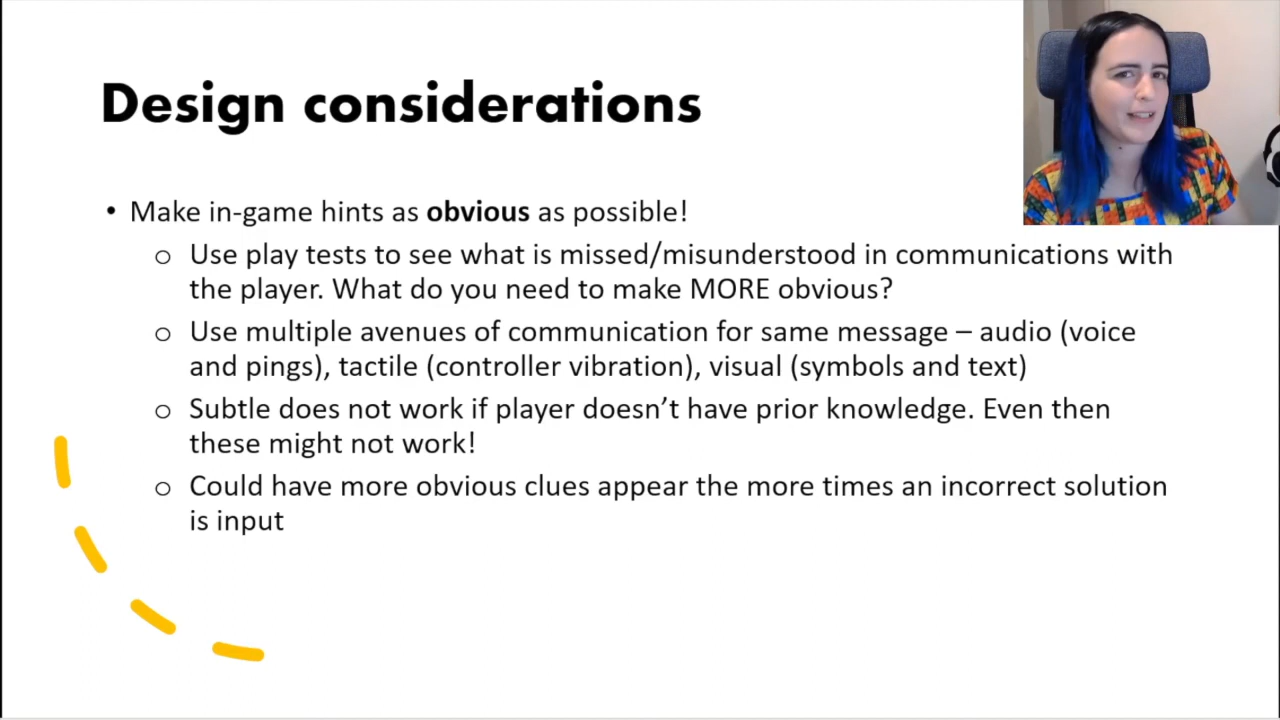 Design considerations
• Make in-game hints as obvious as possible!
o Use play tests to see what is missed/misunderstood in communications with
the player. What do you need to make MORE obvious?
o Use multiple avenues of communication for same message – audio (voice
and pings), tactile (controller vibration), visual (symbols and text)
o Subtle does not work if player doesn’t have prior knowledge. Even then
these might not work!
o Could have more obvious clues appear the more times an incorrect solution
is input